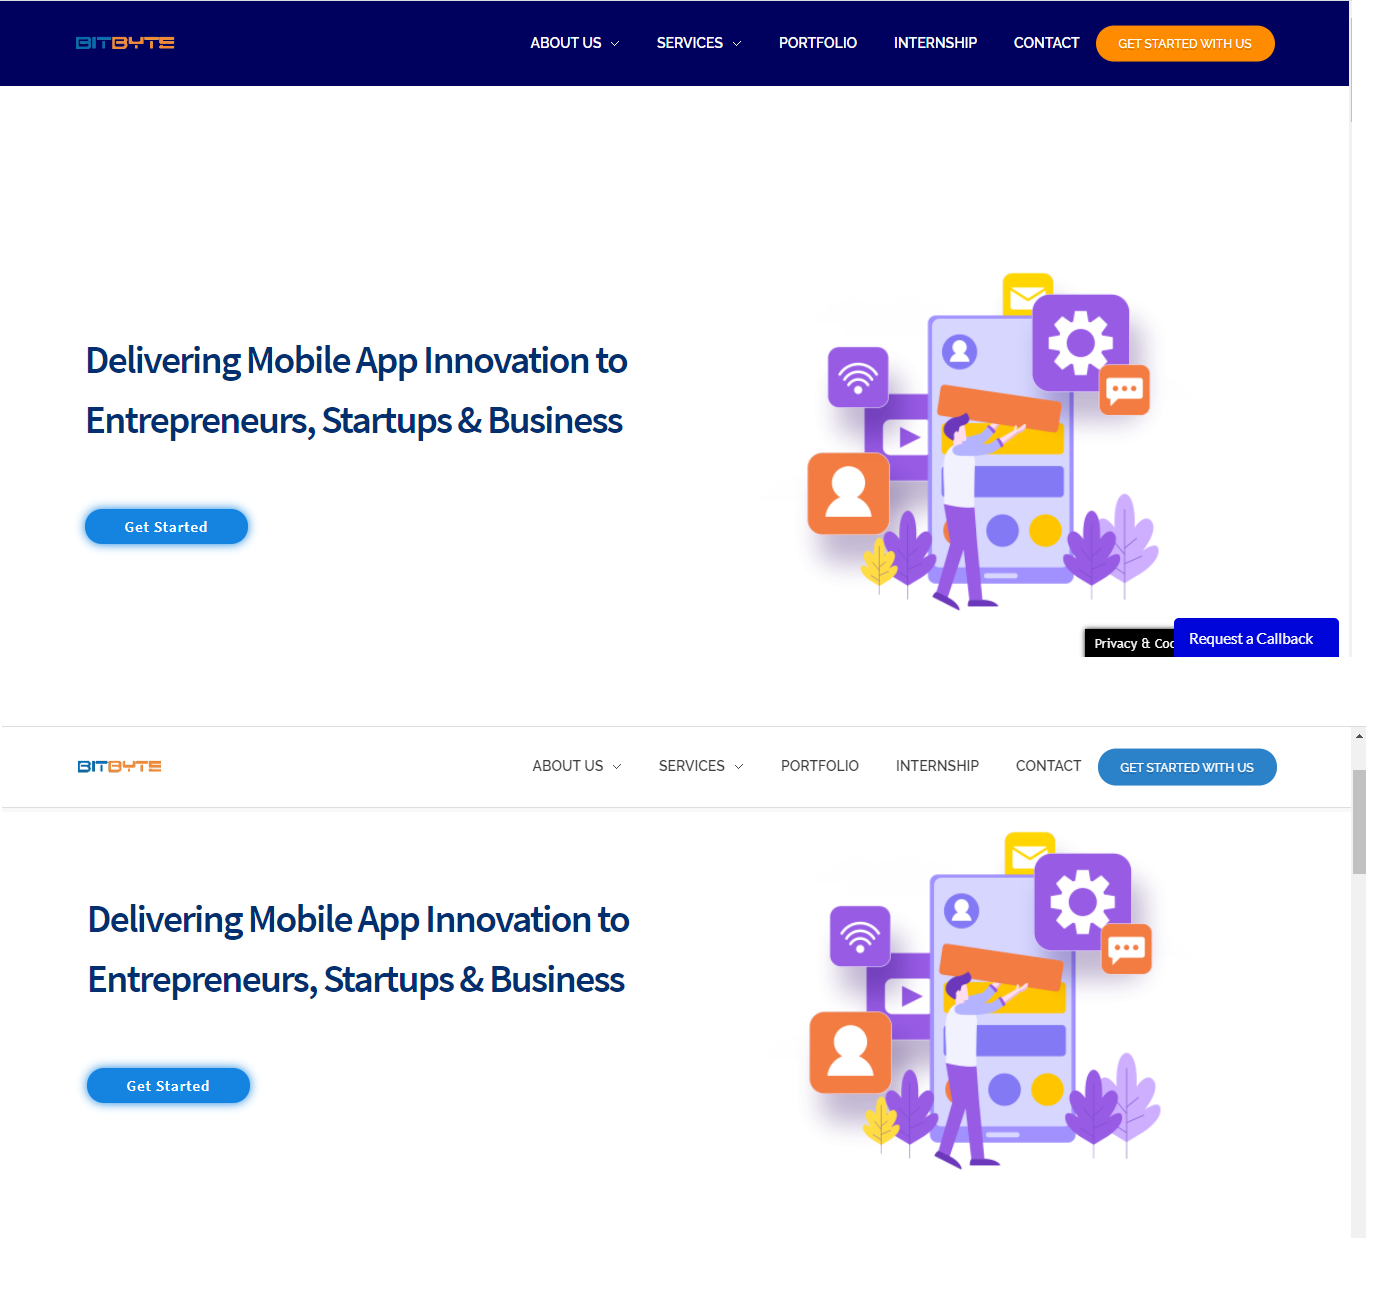 BITBYTE
ABOUT US SERVICES PORTFOLIO INTERNSHIP CONTACT GET STARTED WITH US
Delivering Mobile App Innovation to
Entrepreneurs, Startups & Business
Get Started
Privacy & Coo
Request a Callback
BITBYTE
ABOUT US SERVICES PORTFOLIO INTERNSHIP CONTACT GET STARTED WITH US
Delivering Mobile App Innovation to
Entrepreneurs, Startups & Business
Get Started